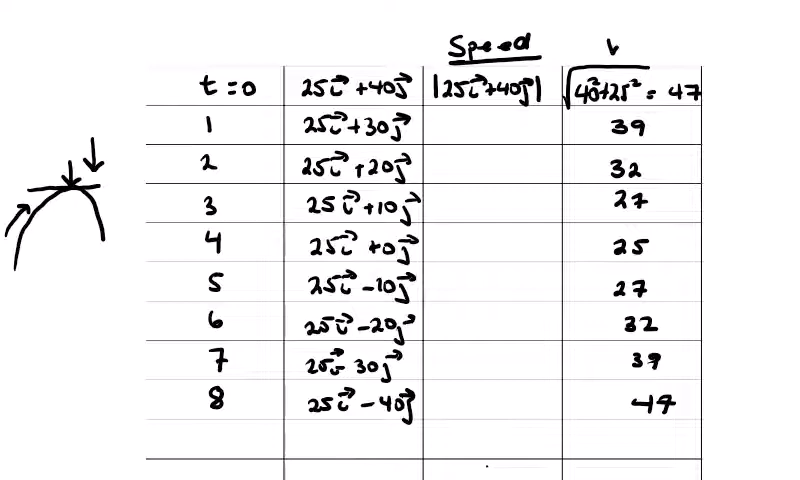 Speed v
t=0 25i⃗ +40j⃗ |25i⃗+40j⃗| √40²+25² = 47
1 25i⃗+30j⃗ 39
2 25i⃗+20j⃗ 32
3 25i⃗+10j⃗ 27
4 25i⃗+0j⃗ 25
5 25i⃗-10j⃗ 27
6 25i⃗-20j⃗ 32
7 25i⃗-30j⃗ 39
8 25i⃗-40j⃗ 47